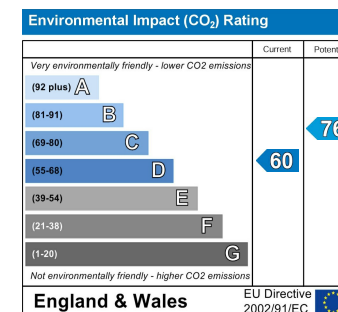 Environmental Impact (CO₂) Rating
Current
Very environmentally friendly - lower CO2 emissions
(92 plus) A
(81-91) B
(69-80) C
76
(55-68) D
60
(39-54) E
(21-38) F
(1-20) G
Not environmentally friendly - higher CO2 emissions
England & Wales
EU Directive
2002/91/EC